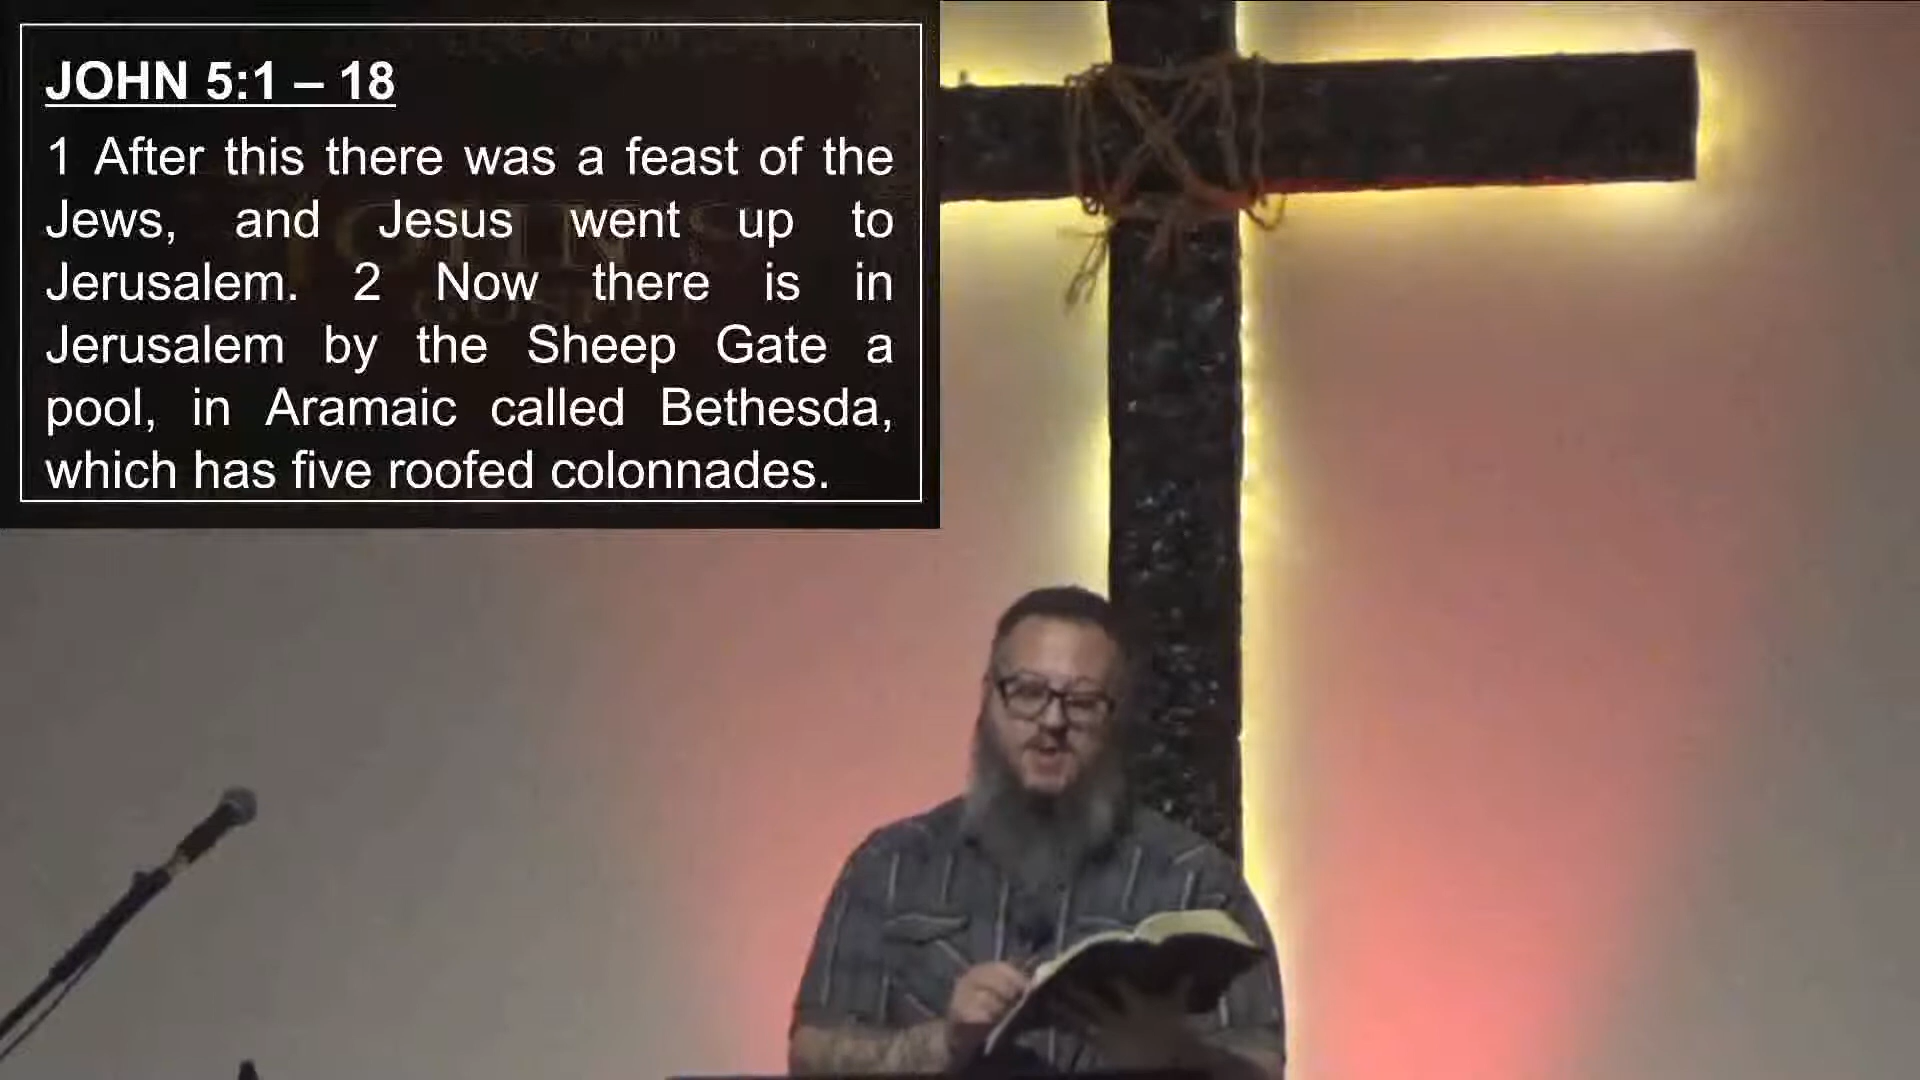 JOHN 5:1 – 18
1 After this there was a feast of the
Jews, and Jesus went up to
Jerusalem. 2 Now there is in
Jerusalem by the Sheep Gate a
pool, in Aramaic called Bethesda,
which has five roofed colonnades.